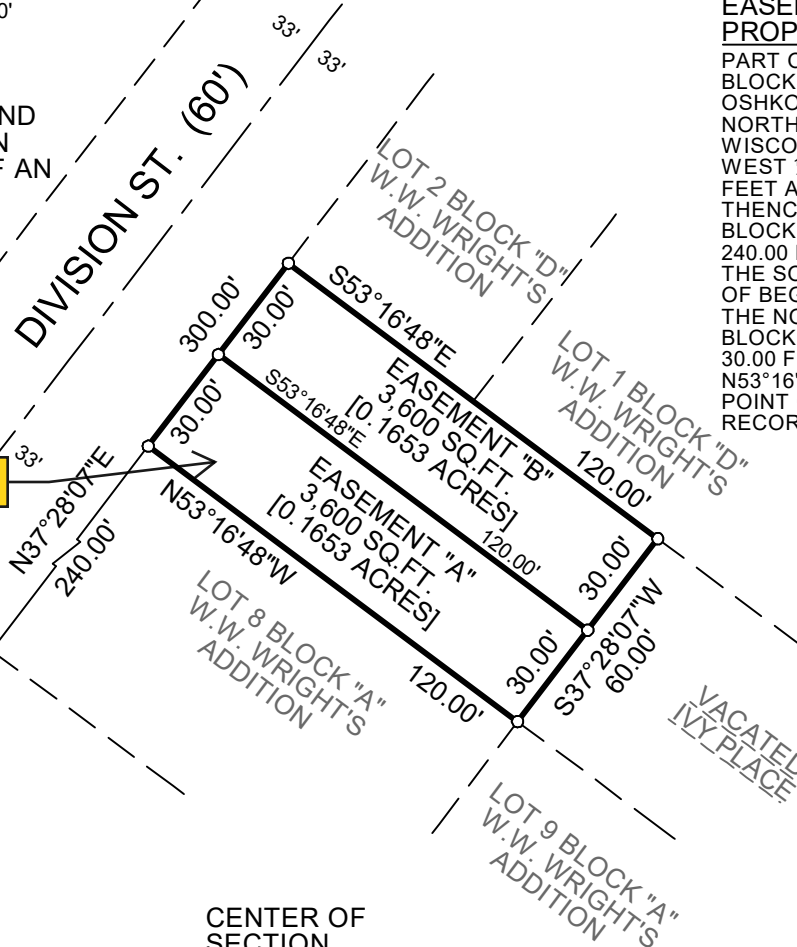 0'
33'
33'
ND
N
F AN
DIVISION ST. (60')
LOT 2 BLOCK "D"
W.W. WRIGHT'S
ADDITION
300.00'
30.00'
S53°16'48"E
LOT 1 BLOCK "D"
W.W. WRIGHT'S
ADDITION
EASEMENT "B"
3,600 SQ.FT.
[0.1653 ACRES]
120.00'
30.00'
S53°16'48"E
120.00'
30.00'
33'
N37°28'07"E
240.00'
EASEMENT "A"
3,600 SQ.FT.
[0.1653 ACRES]
N53°16'48"W
120.00'
30.00'
S37°28'07"W
60.00'
LOT 8 BLOCK "A"
W.W. WRIGHT'S
ADDITION
VACATED
IVY PLACE
LOT 9 BLOCK "A"
W.W. WRIGHT'S
ADDITION
CENTER OF
SECTION
EASE
PROP
PART O
BLOCK
OSHKO
NORTH
WISCO
WEST
FEET A
THENC
BLOCK
240.00
THE SO
OF BEG
THE NO
BLOCK
30.00 F
N53°16'
POINT
RECOR